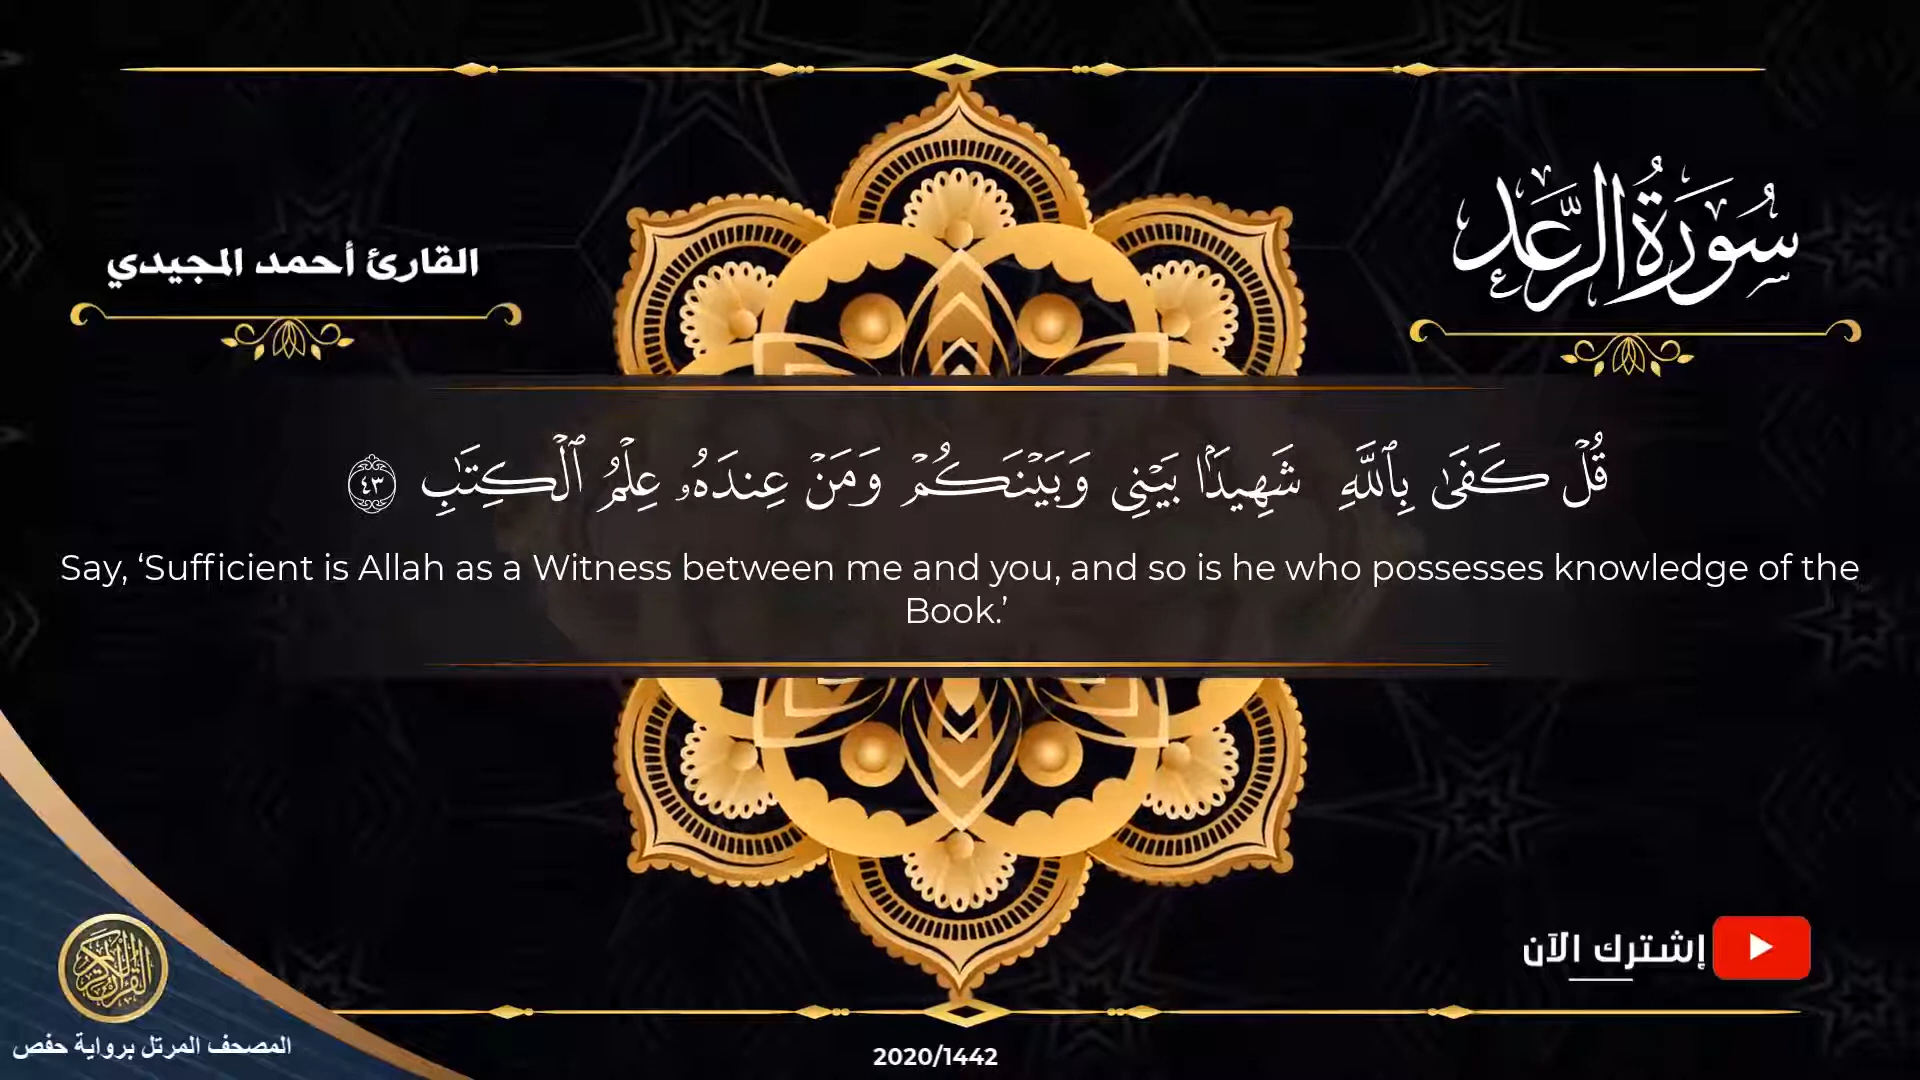 سُورَةُ الرَّعْدِ
القارئ أحمد المجيدي
قُلْ كَفَىٰ بِٱللَّهِ شَهِيدَۢا بَيْنِى وَبَيْنَكُمْ وَمَنْ عِندَهُۥ عِلْمُ ٱلْكِتَـٰبِ ٤٣
Say, ‘Sufficient is Allah as a Witness between me and you, and so is he who possesses knowledge of the
Book.’
إشترك الآن
القرآن الكريم
المصحف المرتل برواية حفص
2020/1442